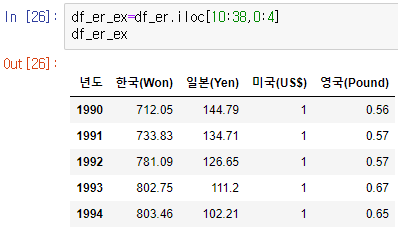 In [26]: df_er_ex=df_er.iloc[10:38,0:4]
df_er_ex
Out[26]:
년도 한국(Won) 일본(Yen) 미국(US$) 영국(Pound)
1990 712.05 144.79 1 0.56
1991 733.83 134.71 1 0.57
1992 781.09 126.65 1 0.57
1993 802.75 111.2 1 0.67
1994 803.46 102.21 1 0.65